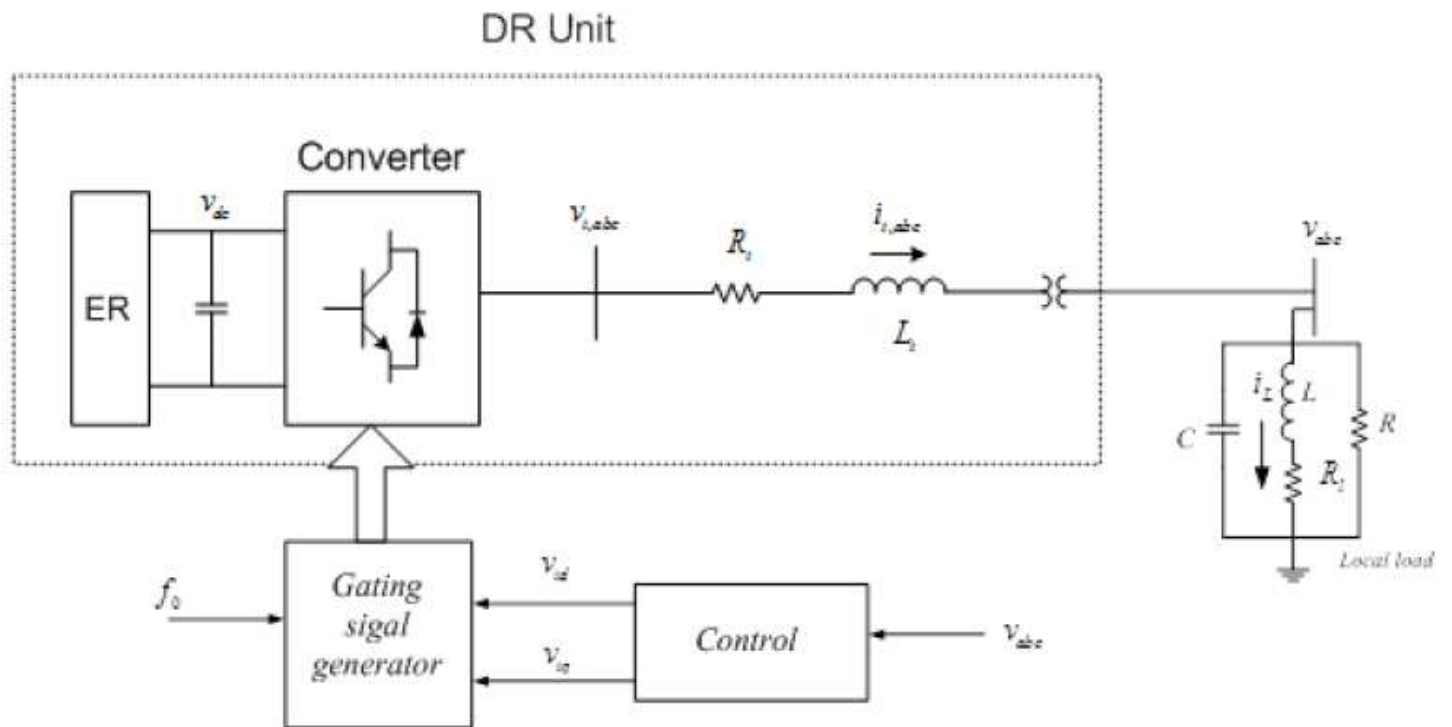 DR Unit
Converter
ER
v_dc
v_t,abc
R_t
i_t,abc
L_t
v_abc
i_L
L
C
R
R_l
Local load
f_0
Gating
sigal
generator
v_td
v_tq
Control
v_abc